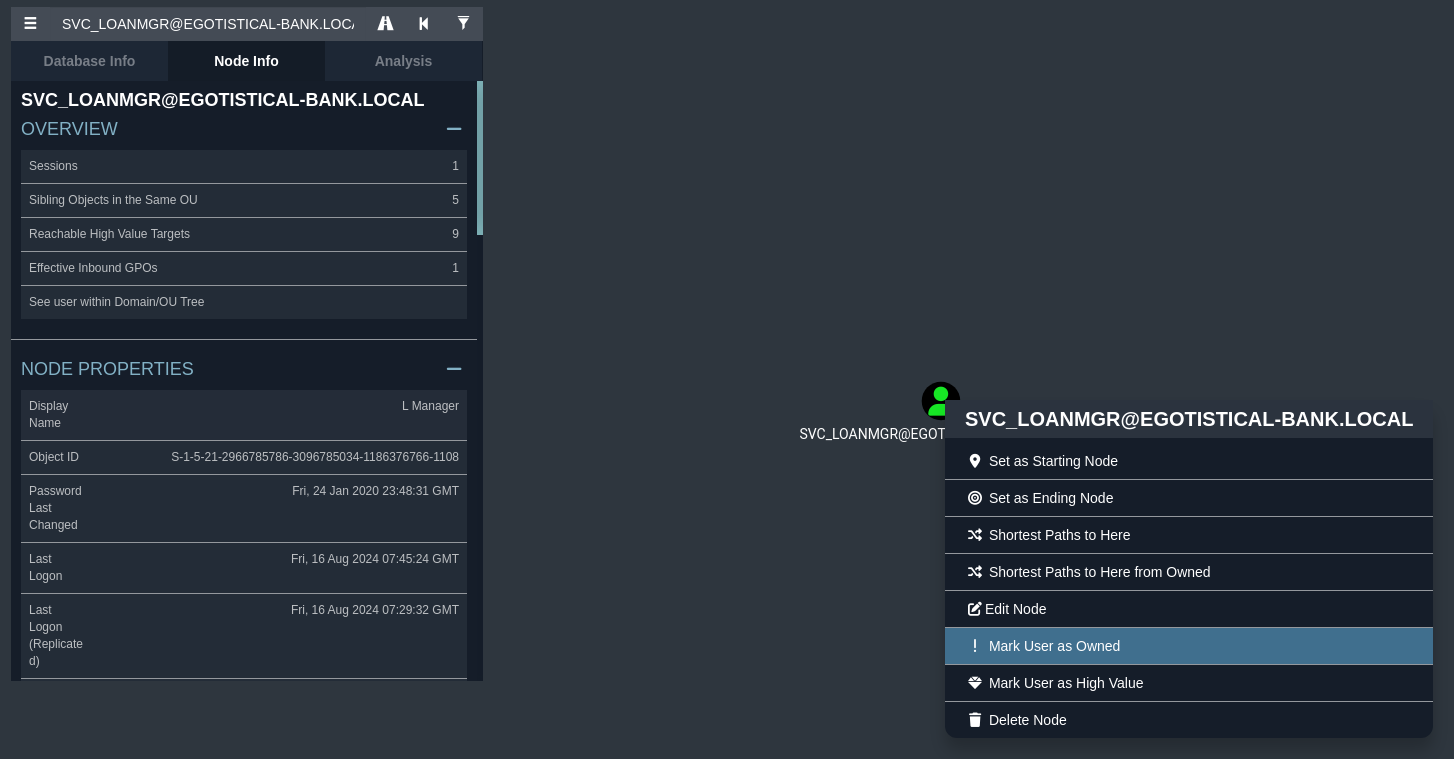 SVC_LOANMGR@EGOTISTICAL-BANK.LOCA
Database Info
Node Info
Analysis
SVC_LOANMGR@EGOTISTICAL-BANK.LOCAL
OVERVIEW
Sessions 1
Sibling Objects in the Same OU 5
Reachable High Value Targets 9
Effective Inbound GPOs 1
See user within Domain/OU Tree
NODE PROPERTIES
Display L Manager
Name
Object ID S-1-5-21-2966785786-3096785034-1186376766-1108
Password Fri, 24 Jan 2020 23:48:31 GMT
Last
Changed
Last Fri, 16 Aug 2024 07:45:24 GMT
Logon
Last Fri, 16 Aug 2024 07:29:32 GMT
Logon
(Replicate
d)
SVC_LOANMGR@EGOT
SVC_LOANMGR@EGOTISTICAL-BANK.LOCAL
Set as Starting Node
Set as Ending Node
Shortest Paths to Here
Shortest Paths to Here from Owned
Edit Node
Mark User as Owned
Mark User as High Value
Delete Node